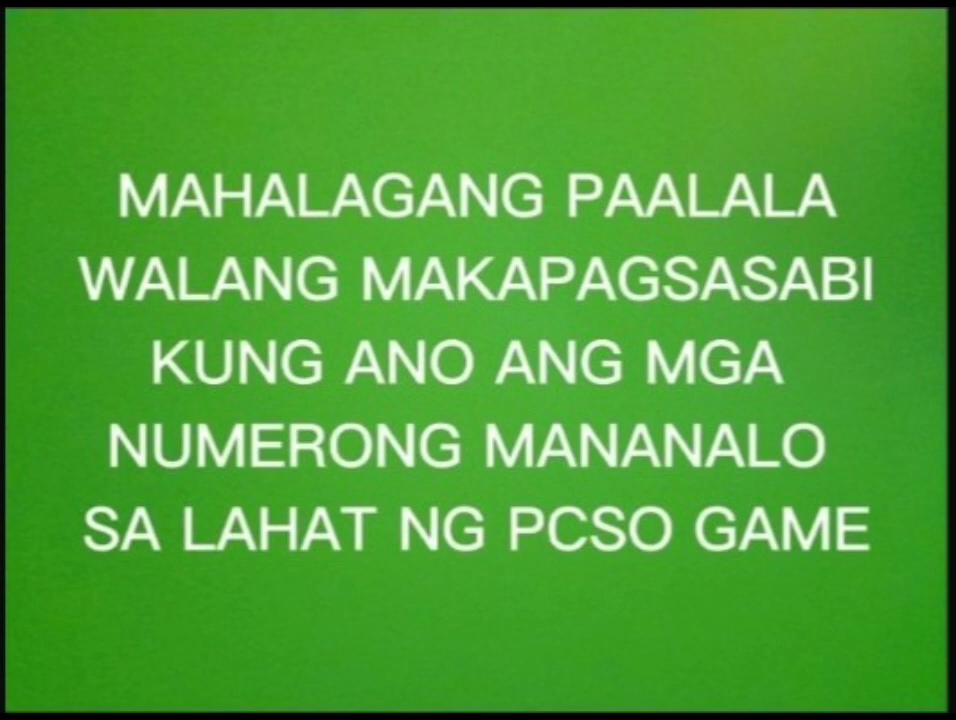 MAHALAGANG PAALALA
WALANG MAKAPAGSASABI
KUNG ANO ANG MGA
NUMERONG MANANALO
SA LAHAT NG PCSO GAME